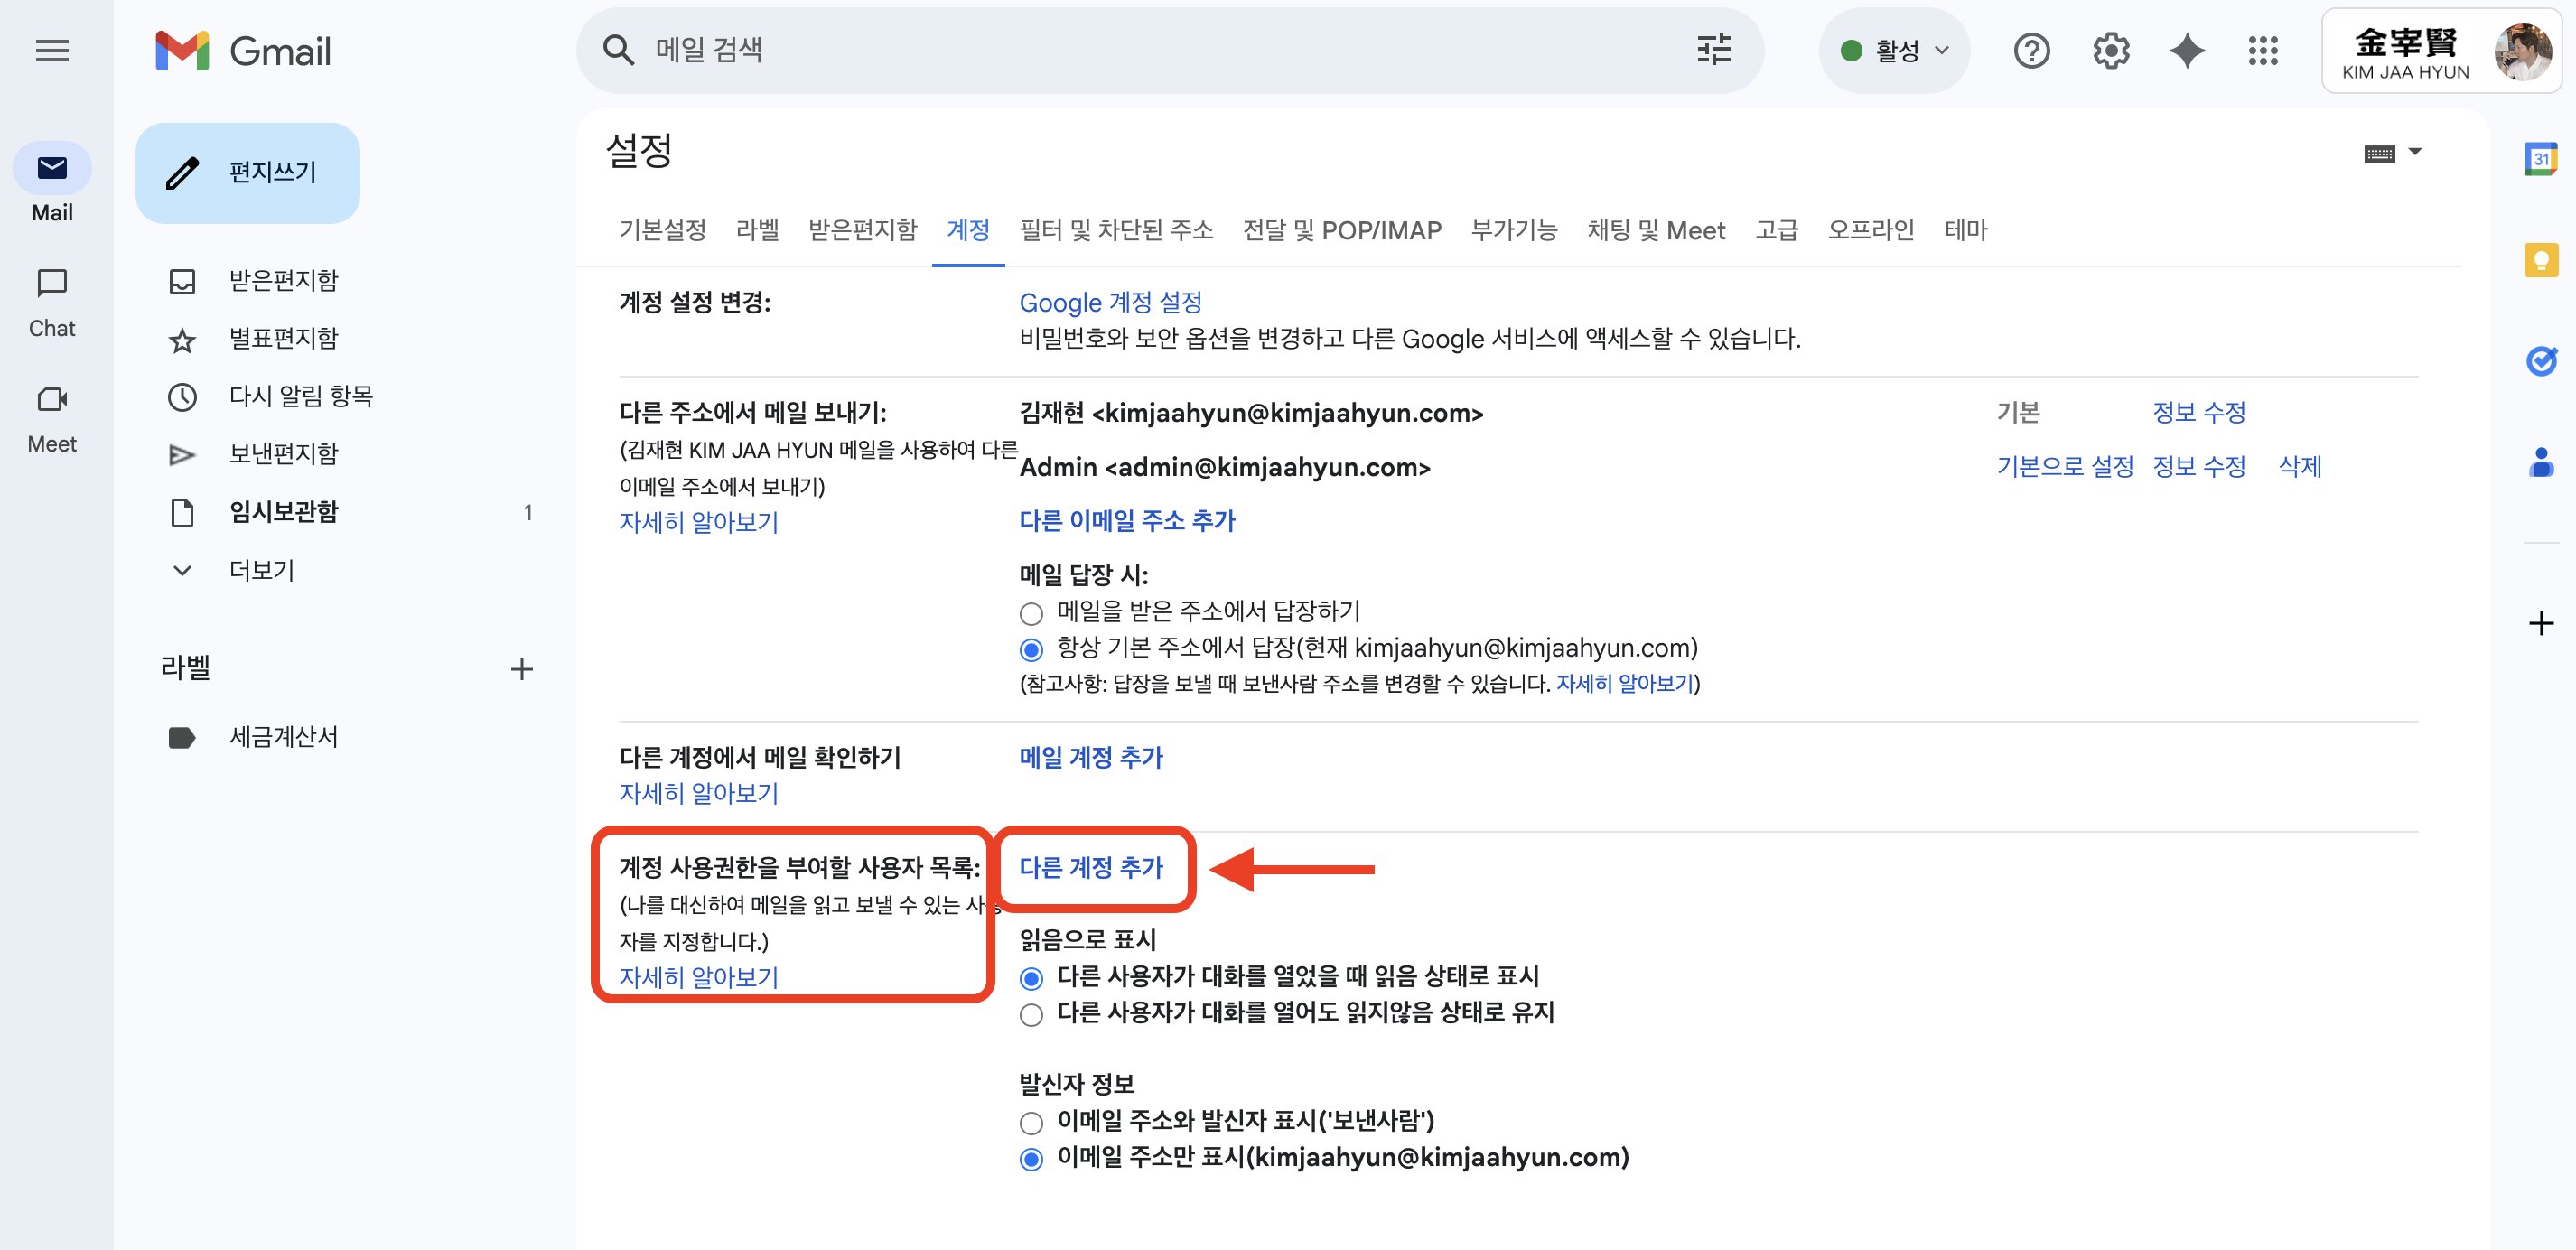 Gmail
메일 검색
활성
金宰賢
KIM JAA HYUN
Mail
Chat
Meet
편지쓰기
받은편지함
별표편지함
다시 알림 항목
보낸편지함
임시보관함 1
더보기
라벨
세금계산서
설정
기본설정 라벨 받은편지함 계정 필터 및 차단된 주소 전달 및 POP/IMAP 부가기능 채팅 및 Meet 고급 오프라인 테마
계정 설정 변경:
Google 계정 설정
비밀번호와 보안 옵션을 변경하고 다른 Google 서비스에 액세스할 수 있습니다.
다른 주소에서 메일 보내기:
(김재현 KIM JAA HYUN 메일을 사용하여 다른
이메일 주소에서 보내기)
자세히 알아보기
김재현 <kimjaahyun@kimjaahyun.com> 기본 정보 수정
Admin <admin@kimjaahyun.com> 기본으로 설정 정보 수정 삭제
다른 이메일 주소 추가
메일 답장 시:
메일을 받은 주소에서 답장하기
항상 기본 주소에서 답장(현재 kimjaahyun@kimjaahyun.com)
(참고사항: 답장을 보낼 때 보낸사람 주소를 변경할 수 있습니다. 자세히 알아보기)
다른 계정에서 메일 확인하기
자세히 알아보기
메일 계정 추가
계정 사용권한을 부여할 사용자 목록:
(나를 대신하여 메일을 읽고 보낼 수 있는 사용
자를 지정합니다.)
자세히 알아보기
다른 계정 추가
읽음으로 표시
다른 사용자가 대화를 열었을 때 읽음 상태로 표시
다른 사용자가 대화를 열어도 읽지않음 상태로 유지
발신자 정보
이메일 주소와 발신자 표시('보낸사람')
이메일 주소만 표시(kimjaahyun@kimjaahyun.com)
31